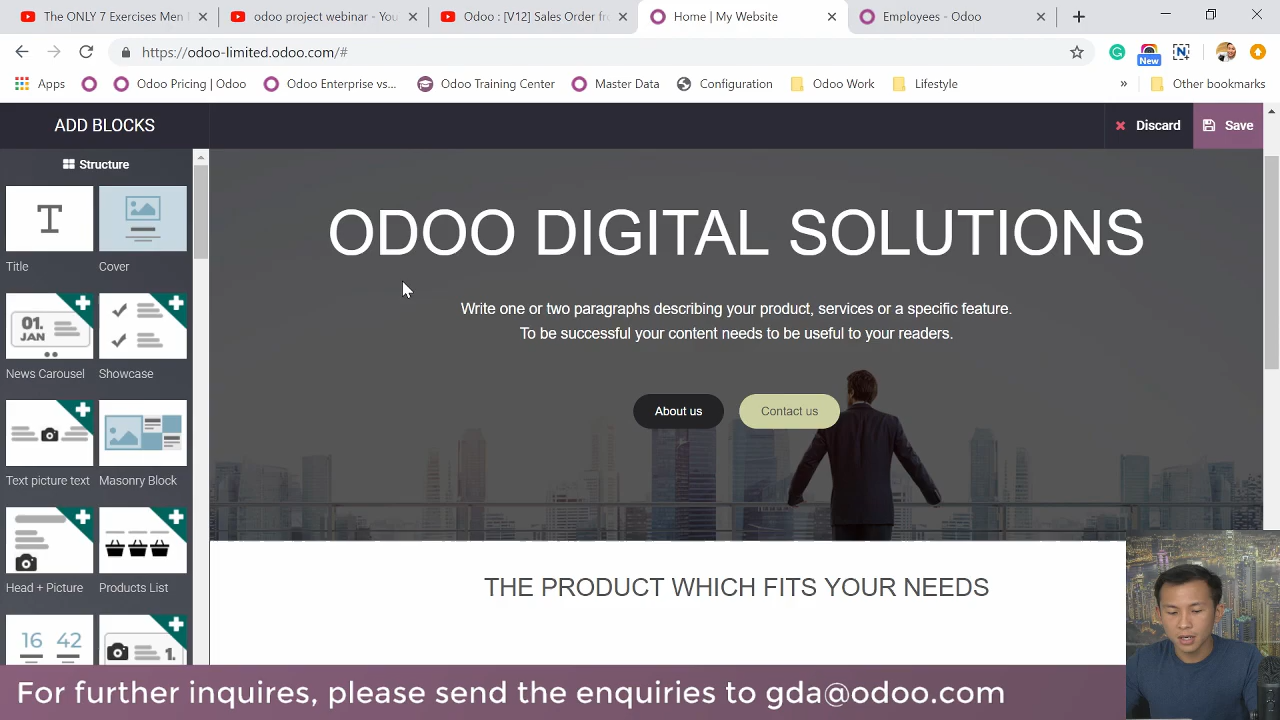 The ONLY 7 Exercises Men
odoo project webinar - You
Odoo : [V12] Sales Order fro
Home | My Website
Employees - Odoo
https://odoo-limited.odoo.com/#
New
Apps
Odoo Pricing | Odoo
Odoo Enterprise vs...
Odoo Training Center
Master Data
Configuration
Odoo Work
Lifestyle
»
Other bookmarks
ADD BLOCKS
Discard
Save
Structure
Title
Cover
News Carousel
Showcase
Text picture text
Masonry Block
Head + Picture
Products List
01.
JAN
16 42
1.
ODOO DIGITAL SOLUTIONS
Write one or two paragraphs describing your product, services or a specific feature.
To be successful your content needs to be useful to your readers.
About us
Contact us
THE PRODUCT WHICH FITS YOUR NEEDS
For further inquires, please send the enquiries to gda@odoo.com